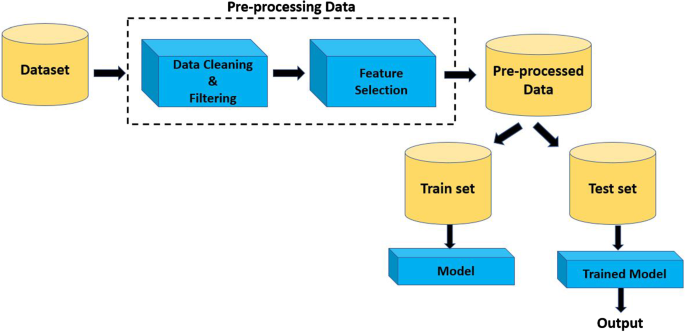 Pre-processing Data
Dataset
Data Cleaning
&
Filtering
Feature
Selection
Pre-processed
Data
Train set
Test set
Model
Trained Model
Output